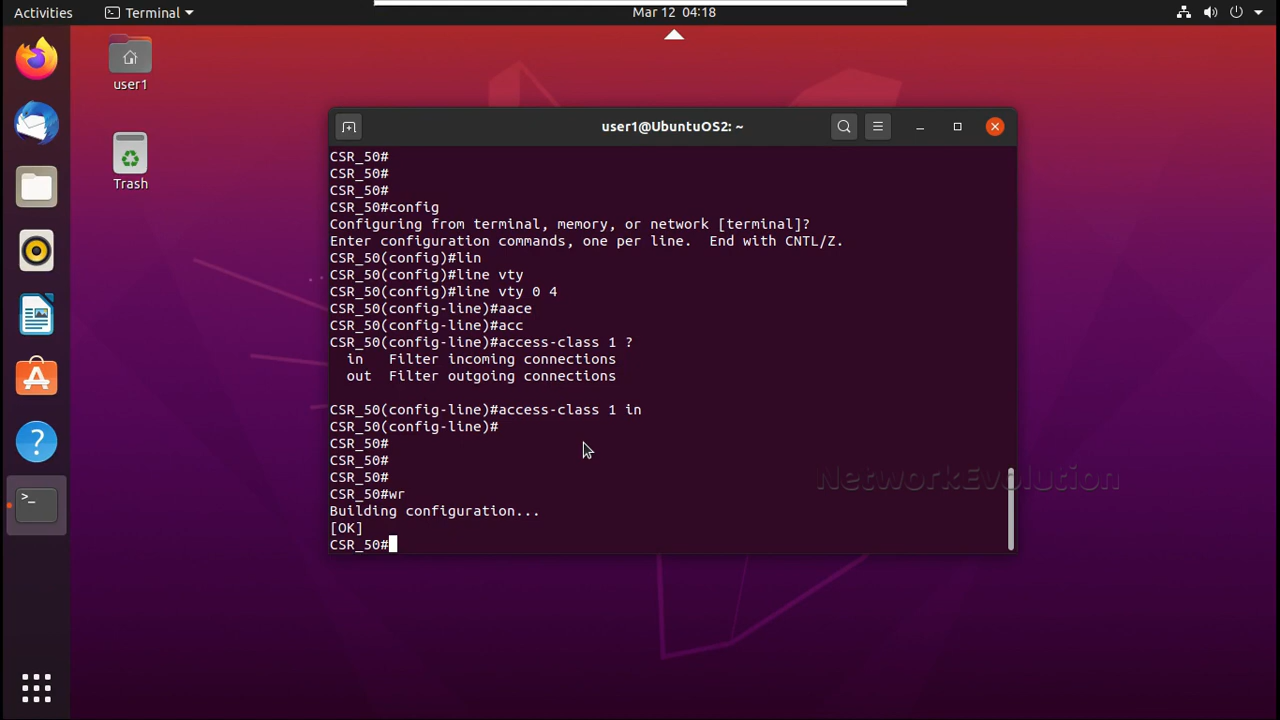 Activities
Terminal
Mar 12 04:18
user1
Trash
user1@UbuntuOS2: ~
CSR_50#
CSR_50#
CSR_50#
CSR_50#config
Configuring from terminal, memory, or network [terminal]?
Enter configuration commands, one per line.  End with CNTL/Z.
CSR_50(config)#lin
CSR_50(config)#line vty
CSR_50(config)#line vty 0 4
CSR_50(config-line)#aace
CSR_50(config-line)#acc
CSR_50(config-line)#access-class 1 ?
  in   Filter incoming connections
  out  Filter outgoing connections
CSR_50(config-line)#access-class 1 in
CSR_50(config-line)#
CSR_50#
CSR_50#
CSR_50#
CSR_50#wr
Building configuration...
[OK]
CSR_50#
NetworkEvolution